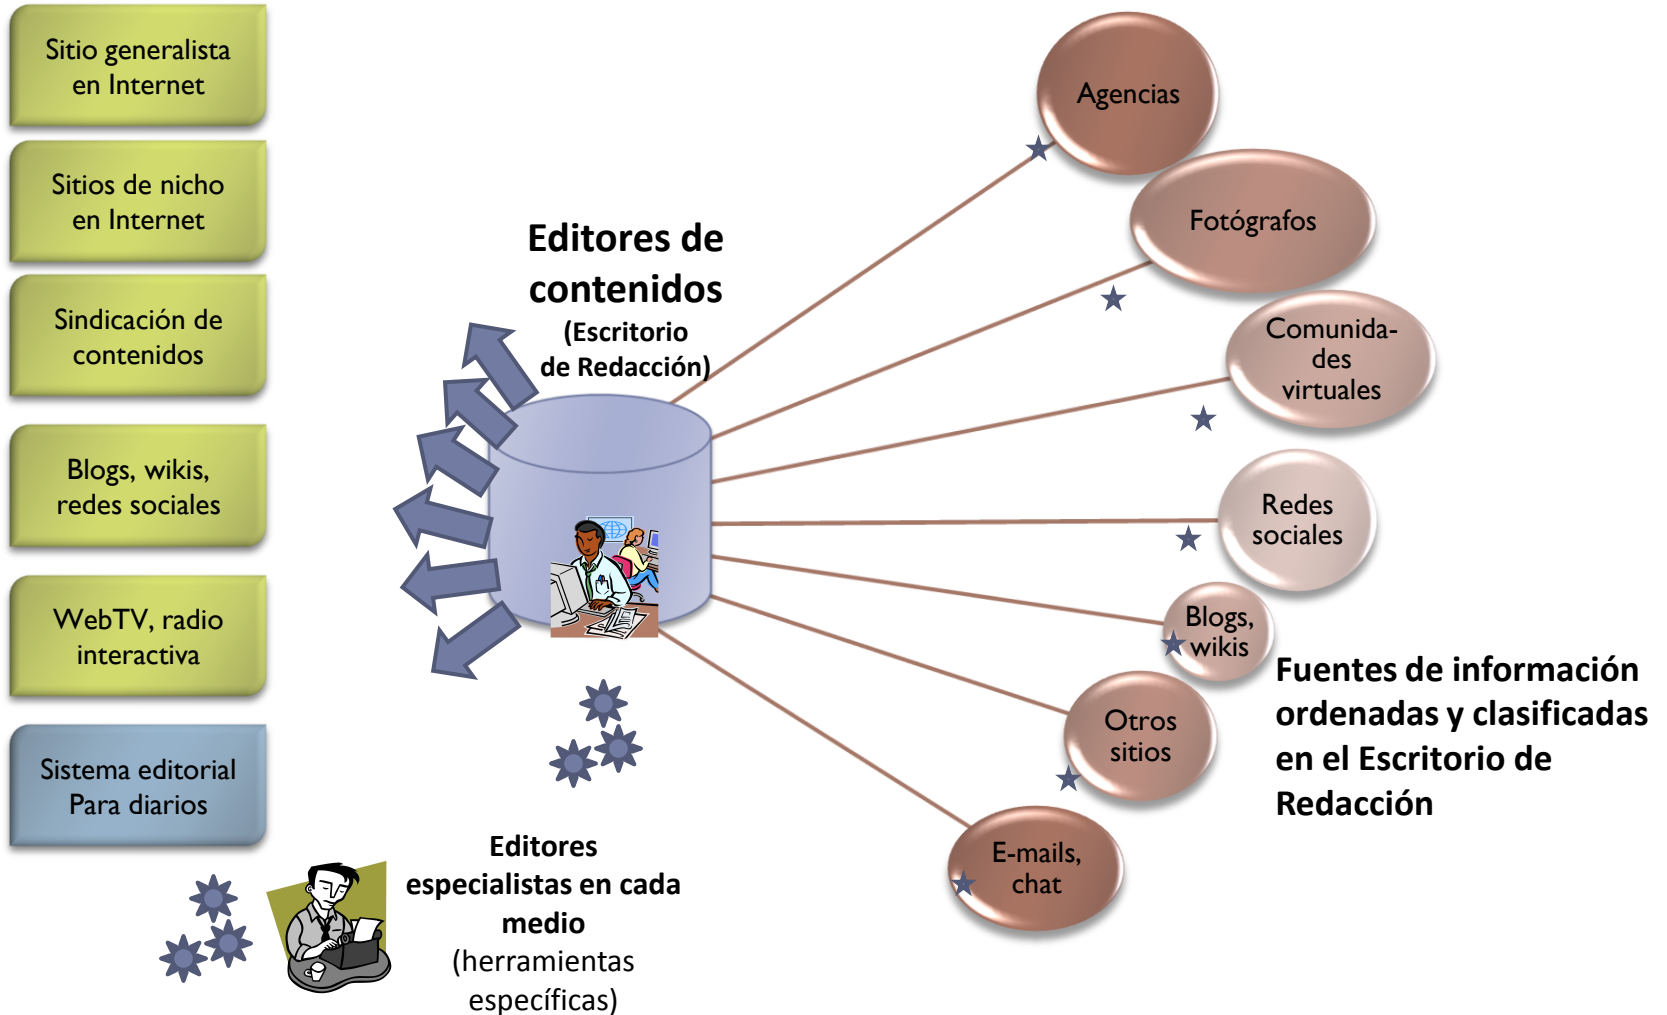 Sitio generalista
en Internet
Sitios de nicho
en Internet
Sindicación de
contenidos
Blogs, wikis,
redes sociales
WebTV, radio
interactiva
Sistema editorial
Para diarios
Editores de
contenidos
(Escritorio
de Redacción)
Editores
especialistas en cada
medio
(herramientas
específicas)
Agencias
Fotógrafos
Comunida-
des
virtuales
Redes
sociales
Blogs,
wikis
Otros
sitios
E-mails,
chat
Fuentes de información
ordenadas y clasificadas
en el Escritorio de
Redacción